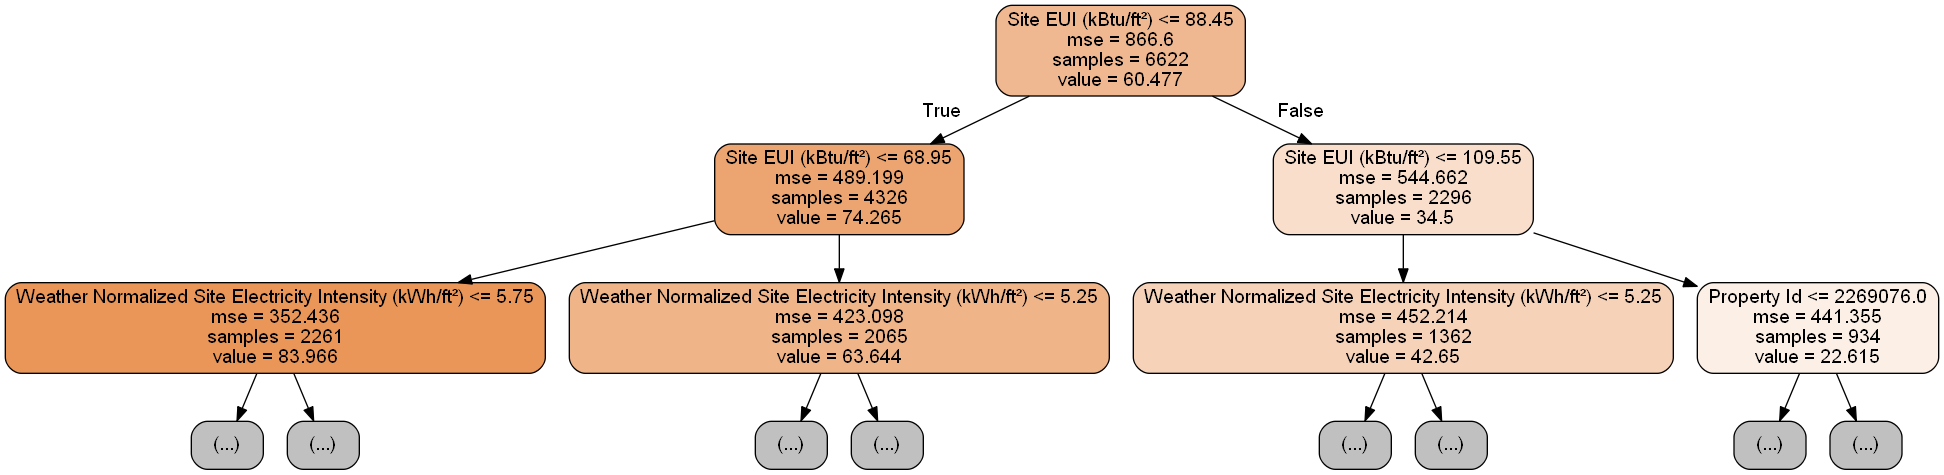 Site EUI (kBtu/ft²) <= 88.45
mse = 866.6
samples = 6622
value = 60.477
True
False
Site EUI (kBtu/ft²) <= 68.95
mse = 489.199
samples = 4326
value = 74.265
Site EUI (kBtu/ft²) <= 109.55
mse = 544.662
samples = 2296
value = 34.5
Weather Normalized Site Electricity Intensity (kWh/ft²) <= 5.75
mse = 352.436
samples = 2261
value = 83.966
Weather Normalized Site Electricity Intensity (kWh/ft²) <= 5.25
mse = 423.098
samples = 2065
value = 63.644
Weather Normalized Site Electricity Intensity (kWh/ft²) <= 5.25
mse = 452.214
samples = 1362
value = 42.65
Property Id <= 2269076.0
mse = 441.355
samples = 934
value = 22.615
(...)
(...)
(...)
(...)
(...)
(...)
(...)
(...)